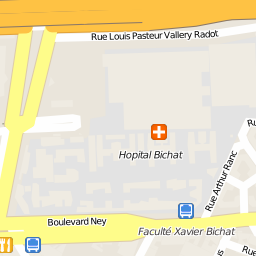 Rue Louis Pasteur Vallery Radot
Hopital Bichat
Rue Arthur Ranc
Boulevard Ney
Faculté Xavier Bichat